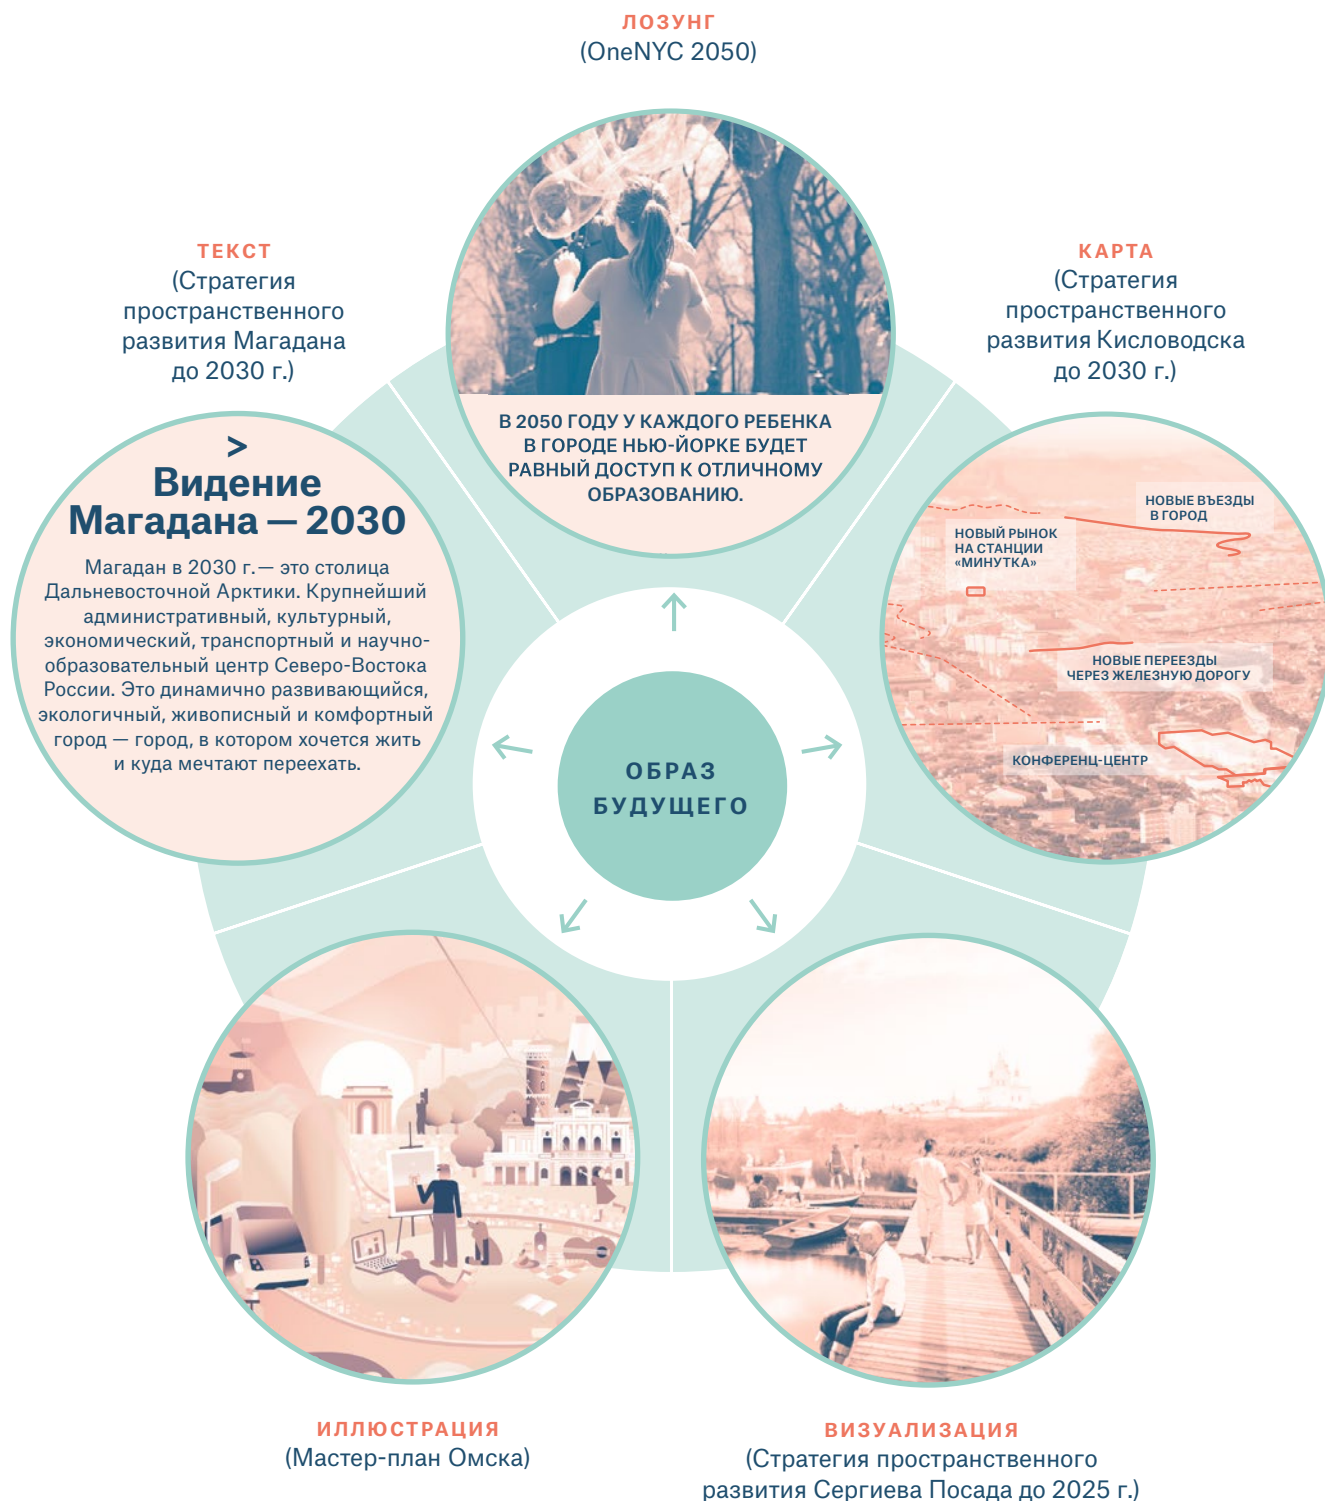 ЛОЗУНГ
(OneNYC 2050)
В 2050 ГОДУ У КАЖДОГО РЕБЕНКА
В ГОРОДЕ НЬЮ-ЙОРКЕ БУДЕТ
РАВНЫЙ ДОСТУП К ОТЛИЧНОМУ
ОБРАЗОВАНИЮ.
ТЕКСТ
(Стратегия
пространственного
развития Магадана
до 2030 г.)
>
Видение
Магадана — 2030
Магадан в 2030 г.— это столица
Дальневосточной Арктики. Крупнейший
административный, культурный,
экономический, транспортный и научно-
образовательный центр Северо-Востока
России. Это динамично развивающийся,
экологичный, живописный и комфортный
город — город, в котором хочется жить
и куда мечтают переехать.
КАРТА
(Стратегия
пространственного
развития Кисловодска
до 2030 г.)
НОВЫЕ ВЪЕЗДЫ
В ГОРОД
НОВЫЙ РЫНОК
НА СТАНЦИИ
«МИНУТКА»
НОВЫЕ ПЕРЕЕЗДЫ
ЧЕРЕЗ ЖЕЛЕЗНУЮ ДОРОГУ
КОНФЕРЕНЦ-ЦЕНТР
ОБРАЗ
БУДУЩЕГО
ИЛЛЮСТРАЦИЯ
(Мастер-план Омска)
ВИЗУАЛИЗАЦИЯ
(Стратегия пространственного
развития Сергиева Посада до 2025 г.)